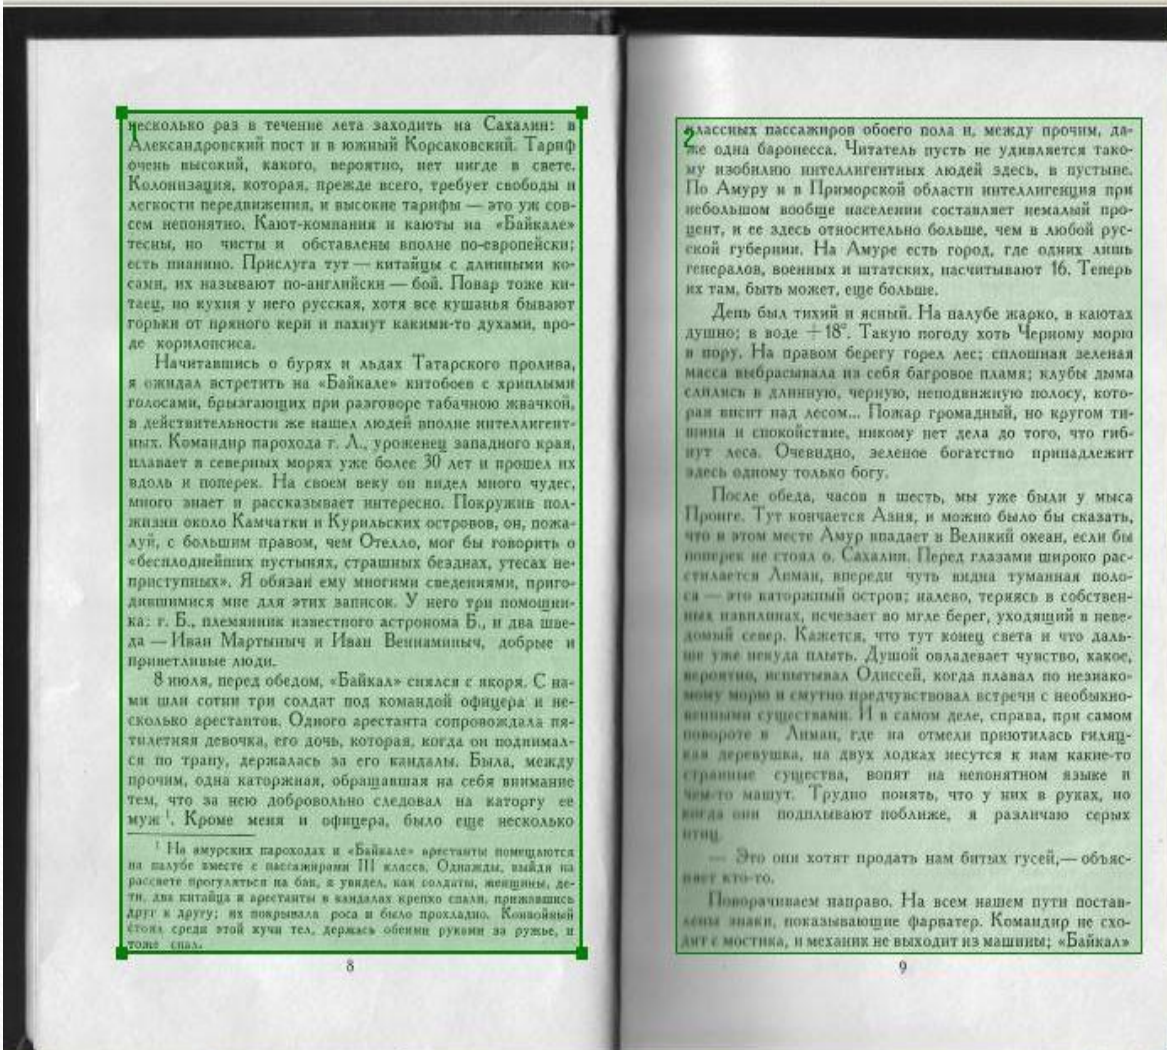 несколько раз в течение лета заходить на Сахалин: в
Александровский пост и в южный Корсаковский. Тариф
очень высокий, какого, вероятно, нет нигде в свете.
Колонизация, которая, прежде всего, требует свободы и
легкости передвижения, и высокие тарифы — это уж сов-
сем непонятно. Кают-компания и каюты на «Байкале»
тесны, но чисты и обставлены вполне по-европейски;
есть пианино. Прислуга тут — китайцы с длинными ко-
сами, их называют по-английски — бой. Повар тоже ки-
таец, но кухня у него русская, хотя все кушанья бывают
горьки от пряного кери и пахнут какими-то духами, вро-
де корилопсиса.
Начитавшись о бурях и льдах Татарского пролива,
я ожидал встретить на «Байкале» китобоев с хриплыми
голосами, брызгающих при разговоре табачною жвачкой,
в действительности же нашел людей вполне интеллигент-
ных. Командир парохода г. Л., уроженец западного края,
плавает в северных морях уже более 30 лет и прошел их
вдоль и поперек. На своем веку он видел много чудес,
много знает и рассказывает интересно. Покружив пол-
жизни около Камчатки и Курильских островов, он, пожа-
луй, с большим правом, чем Отелло, мог бы говорить о
«бесплоднейших пустынях, страшных безднах, утесах не-
приступных». Я обязан ему многими сведениями, приго-
дившимися мне для этих записок. У него три помощни-
ка: г. Б., племянник известного астронома Б., и два шве-
да — Иван Мартыныч и Иван Вениаминыч, добрые и
приветливые люди.
8 июля, перед обедом, «Байкал» снялся с якоря. С на-
ми шли сотни три солдат под командой офицера и не-
сколько арестантов. Одного арестанта сопровождала пя-
тилетняя девочка, его дочь, которая, когда он поднимал-
ся по трапу, держалась за его кандалы. Была, между
прочим, одна каторжная, обращавшая на себя внимание
тем, что за нею добровольно следовал на каторгу ее
муж ¹. Кроме меня и офицера, было еще несколько
¹ На амурских пароходах и «Байкале» арестанты помещаются
на палубе вместе с пассажирами III класса. Однажды, выйдя на
рассвете прогуляться на бак, я увидел, как солдаты, женщины, де-
ти, два китайца и арестанты в кандалах крепко спали, прижавшись
друг к другу; их покрывала роса и было прохладно. Конвойный
стоял среди этой кучи тел, держась обеими руками за ружье, и
тоже спал.
8
1
2
классных пассажиров обоего пола и, между прочим, да-
же одна баронесса. Читатель пусть не удивляется тако-
му изобилию интеллигентных людей здесь, в пустыне.
По Амуру и в Приморской области интеллигенция при
небольшом вообще населении составляет немалый про-
цент, и ее здесь относительно больше, чем в любой рус-
ской губернии. На Амуре есть город, где одних лишь
генералов, военных и штатских, насчитывают 16. Теперь
их там, быть может, еще больше.
День был тихий и ясный. На палубе жарко, в каютах
душно; в воде +18°. Такую погоду хоть Черному морю
в пору. На правом берегу горел лес; сплошная зеленая
масса выбрасывала из себя багровое пламя; клубы дыма
слились в длинную, черную, неподвижную полосу, кото-
рая висит над лесом... Пожар громадный, но кругом ти-
шина и спокойствие, никому нет дела до того, что гиб-
нут леса. Очевидно, зеленое богатство принадлежит
здесь одному только богу.
После обеда, часов в шесть, мы уже были у мыса
Пронге. Тут кончается Азия, и можно было бы сказать,
что в этом месте Амур впадает в Великий океан, если бы
поперек не стоял о. Сахалин. Перед глазами широко рас-
стилается Лиман, впереди чуть видна туманная поло-
са — это каторжный остров; налево, теряясь в собствен-
ных извилинах, исчезает во мгле берег, уходящий в неве-
домый север. Кажется, что тут конец света и что даль-
ше уже некуда плыть. Душой овладевает чувство, какое,
вероятно, испытывал Одиссей, когда плавал по незнако-
мому морю и смутно предчувствовал встречи с необыкно-
венными существами. И в самом деле, справа, при самом
повороте в Лиман, где на отмели приютилась гиляц-
кая деревушка, на двух лодках несутся к нам какие-то
странные существа, вопят на непонятном языке и
чем-то машут. Трудно понять, что у них в руках, но
когда они подплывают поближе, я различаю серых
птиц.
— Это они хотят продать нам битых гусей,— объяс-
няет кто-то.
Поворачиваем направо. На всем нашем пути постав-
лены знаки, показывающие фарватер. Командир не схо-
дит с мостика, и механик не выходит из машины; «Байкал»
9